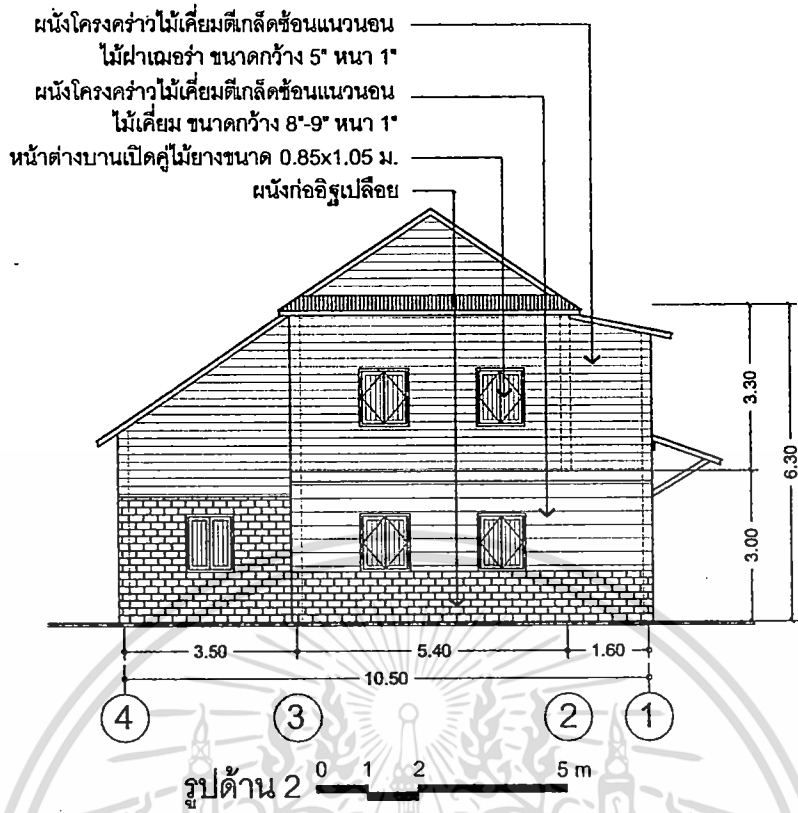 ผนังโครงคร่าวไม้เคี่ยมตีเกล็ดซ้อนแนวนอน
ไม้ฝาเฌอร่า ขนาดกว้าง 5" หนา 1"
ผนังโครงคร่าวไม้เคี่ยมตีเกล็ดซ้อนแนวนอน
ไม้เคี่ยม ขนาดกว้าง 8"-9" หนา 1"
หน้าต่างบานเปิดคู่ไม้ยางขนาด 0.85x1.05 ม.
ผนังก่ออิฐเปลือย
3.30
6.30
3.00
3.50 5.40 1.60
10.50
4 3 2 1
รูปด้าน 2 0 1 2 5 m